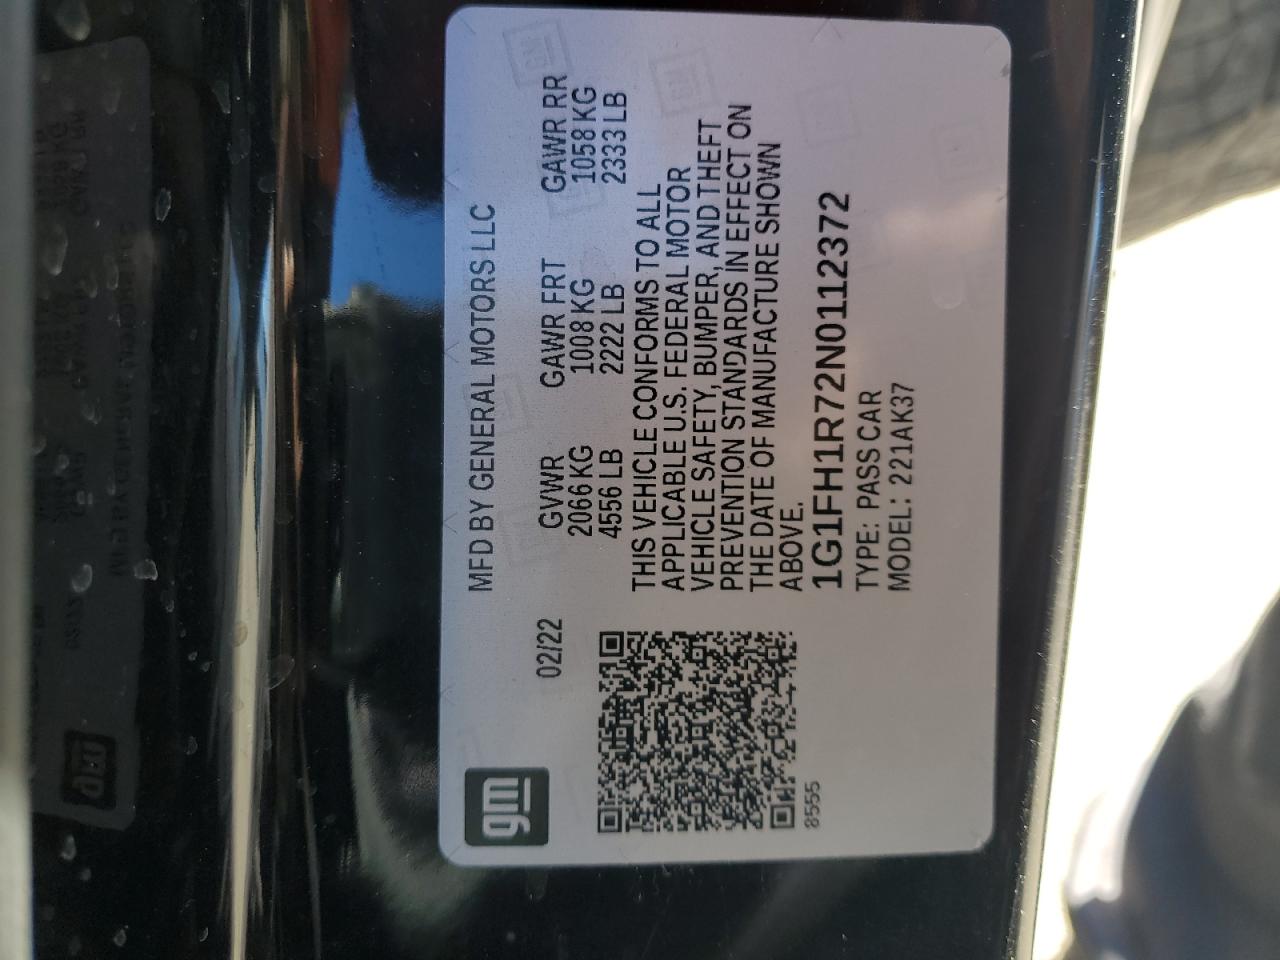 gm
MFD BY GENERAL MOTORS LLC
02/22
GVWR GAWR FRT GAWR RR
2066 KG 1008 KG 1058 KG
4556 LB 2222 LB 2333 LB
THIS VEHICLE CONFORMS TO ALL
APPLICABLE U.S. FEDERAL MOTOR
VEHICLE SAFETY, BUMPER, AND THEFT
PREVENTION STANDARDS IN EFFECT ON
THE DATE OF MANUFACTURE SHOWN
ABOVE.
1G1FH1R72N0112372
TYPE: PASS CAR
MODEL: 221AK37
8555